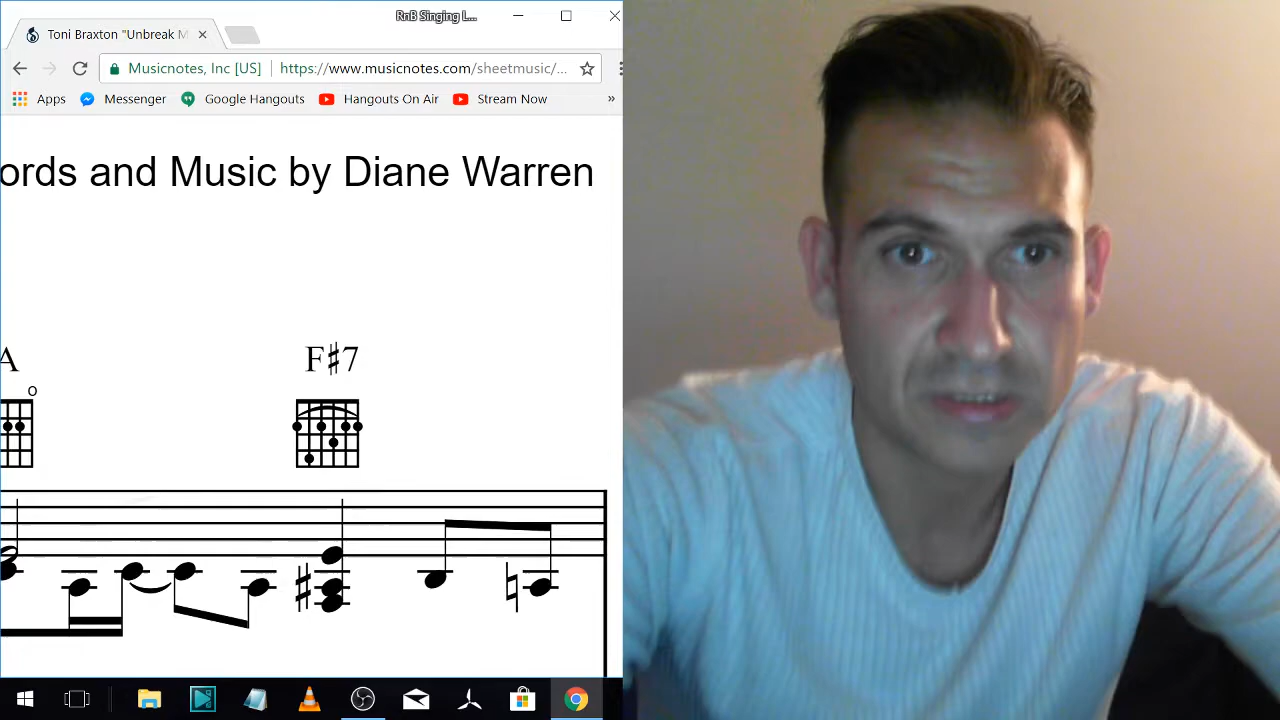 RnB Singing L...
Toni Braxton "Unbreak M
Musicnotes, Inc [US] https://www.musicnotes.com/sheetmusic/...
Apps Messenger Google Hangouts Hangouts On Air Stream Now »
ords and Music by Diane Warren
A F♯7
o